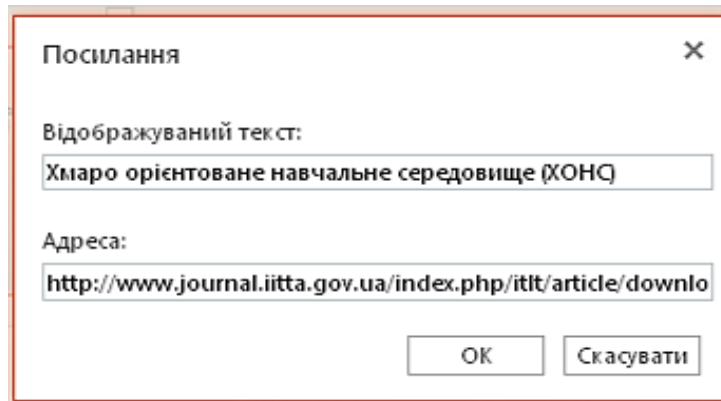 Посилання
Відображуваний текст:
Хмаро орієнтоване навчальне середовище (ХОНС)
Адреса:
http://www.journal.iitta.gov.ua/index.php/itlt/article/downlo
ОК Скасувати